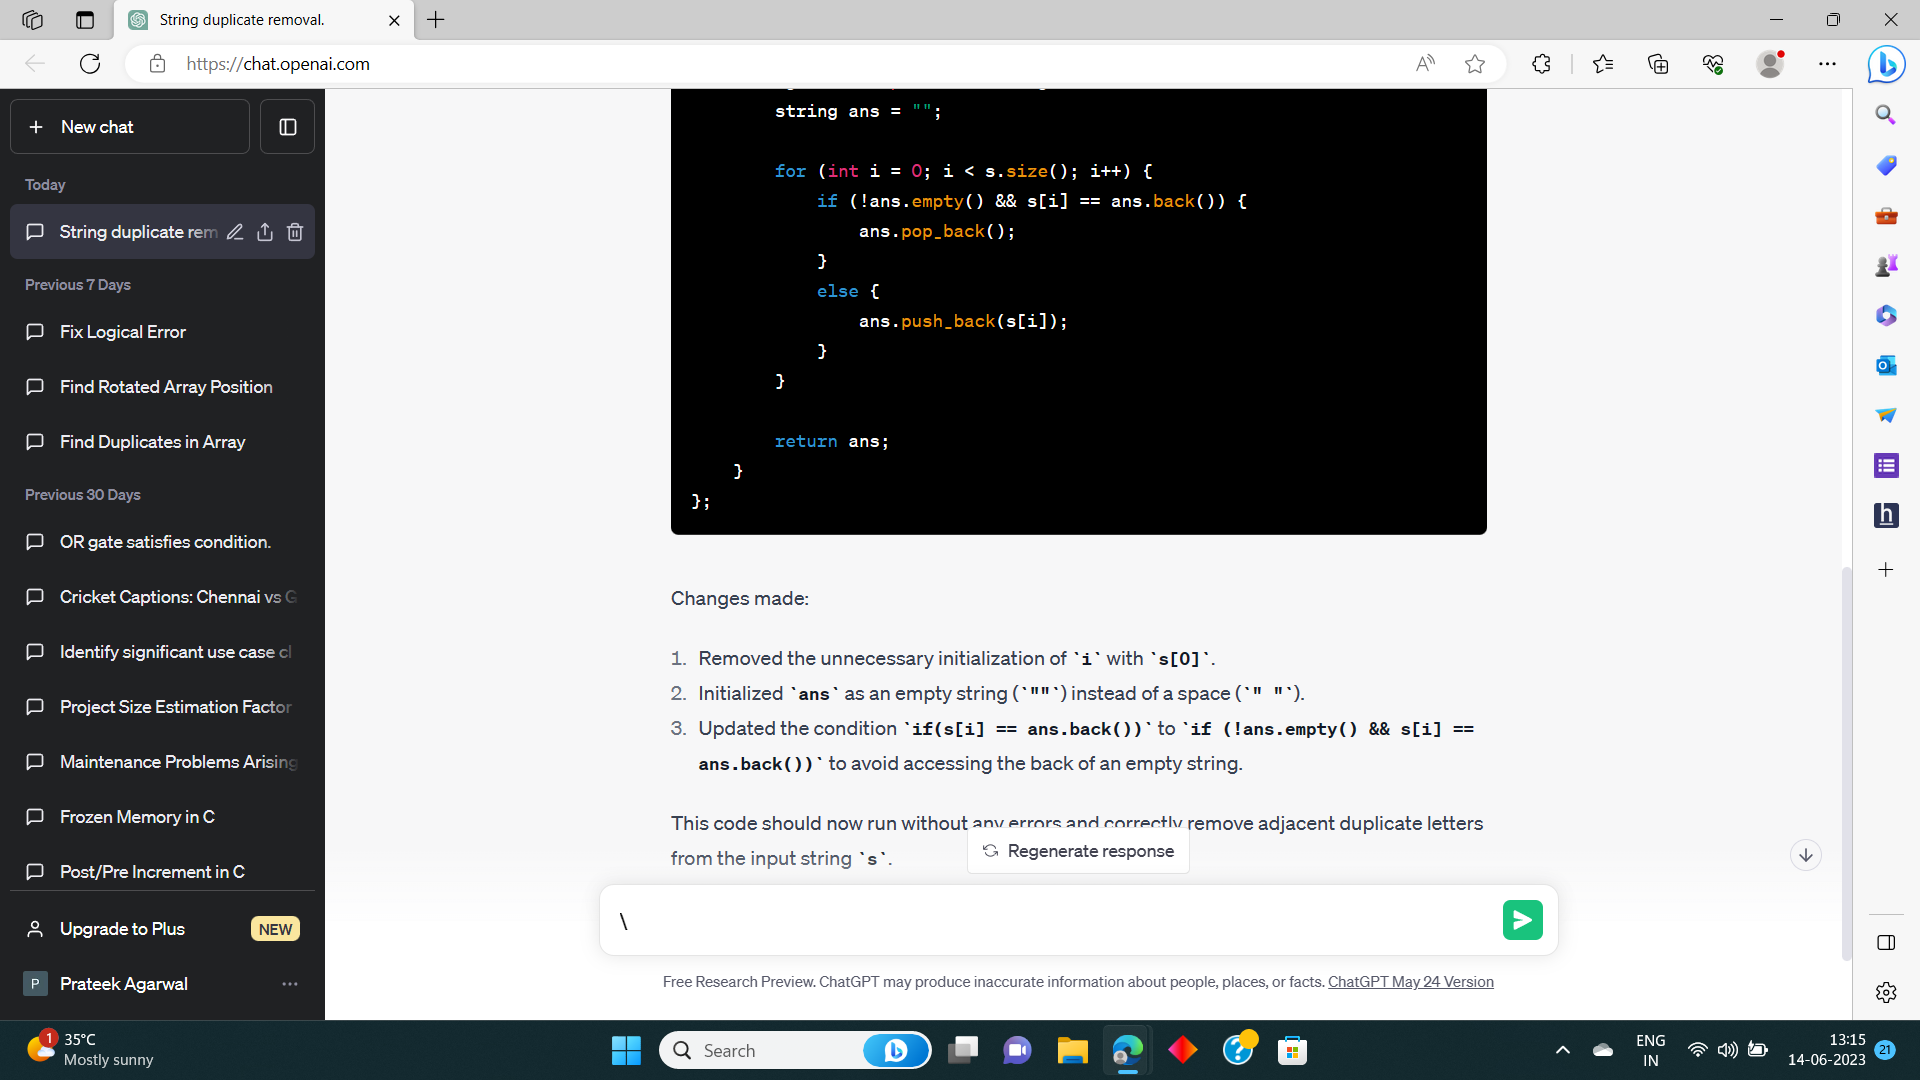 String duplicate removal.
https://chat.openai.com
New chat
Today
String duplicate rem
Previous 7 Days
Fix Logical Error
Find Rotated Array Position
Find Duplicates in Array
Previous 30 Days
OR gate satisfies condition.
Cricket Captions: Chennai vs G
Identify significant use case cl
Project Size Estimation Factor
Maintenance Problems Arising
Frozen Memory in C
Post/Pre Increment in C
Upgrade to Plus NEW
P Prateek Agarwal
string ans = "";
for (int i = 0; i < s.size(); i++) {
if (!ans.empty() && s[i] == ans.back()) {
ans.pop_back();
}
else {
ans.push_back(s[i]);
}
}
return ans;
}
};
Changes made:
1. Removed the unnecessary initialization of `i` with `s[0]`.
2. Initialized `ans` as an empty string (`""`) instead of a space (`" "`).
3. Updated the condition `if(s[i] == ans.back())` to `if (!ans.empty() && s[i] ==
ans.back())` to avoid accessing the back of an empty string.
This code should now run without any errors and correctly remove adjacent duplicate letters
from the input string `s`.
Regenerate response
\
Free Research Preview. ChatGPT may produce inaccurate information about people, places, or facts. ChatGPT May 24 Version
1
35°C
Mostly sunny
Search
ENG
IN
13:15
14-06-2023
21